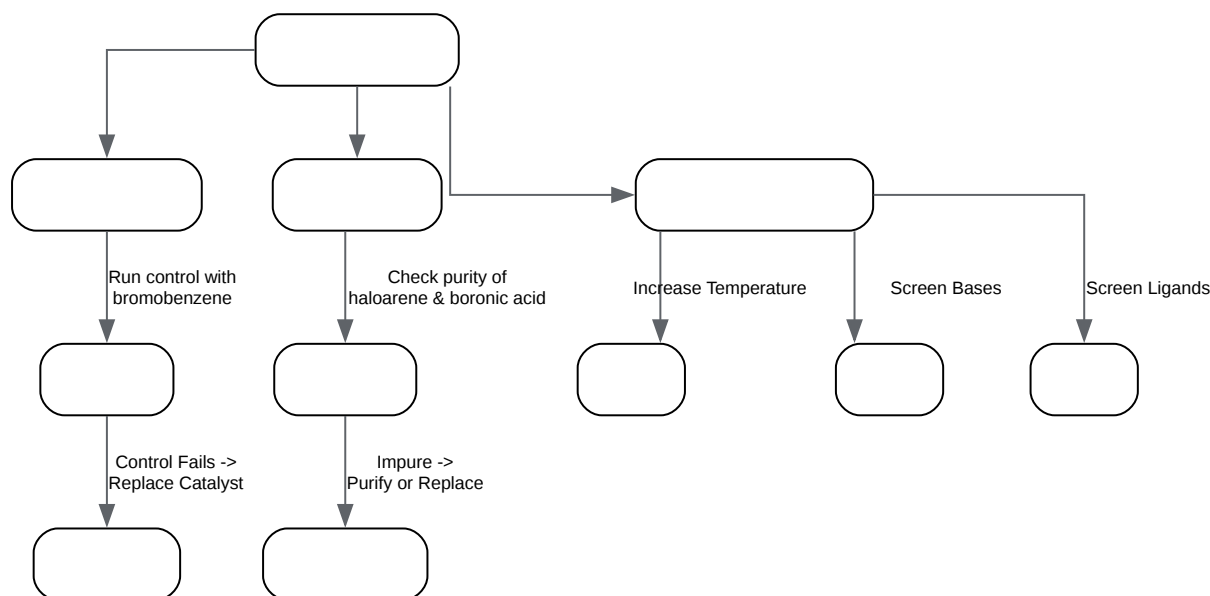 Run control with
bromobenzene
Check purity of
haloarene & boronic acid
Increase Temperature
Screen Bases
Screen Ligands
Control Fails ->
Replace Catalyst
Impure ->
Purify or Replace